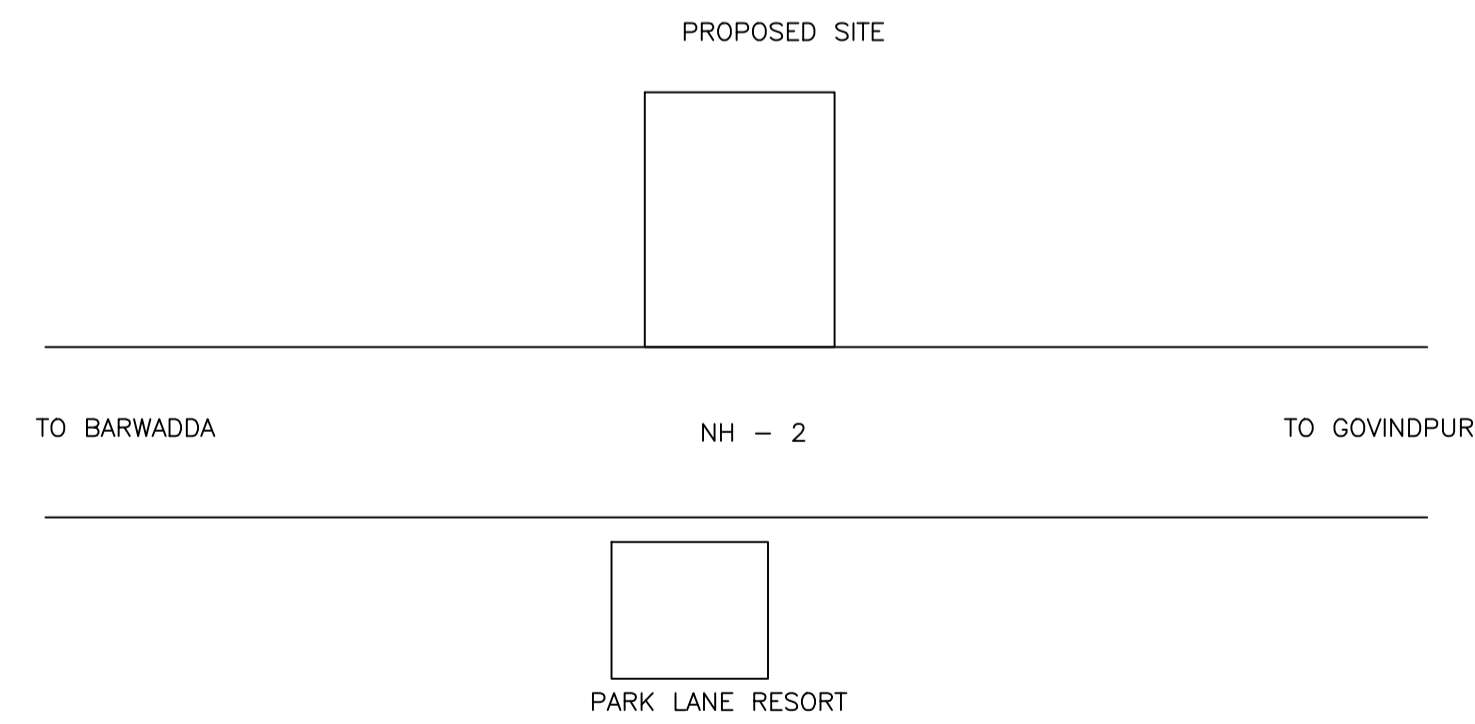 PROPOSED SITE
TO BARWADDA
NH - 2
TO GOVINDPUR
PARK LANE RESORT